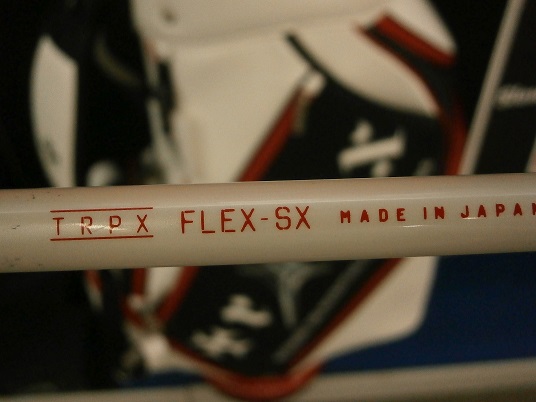 TRPX FLEX-SX MADE IN JAPAN